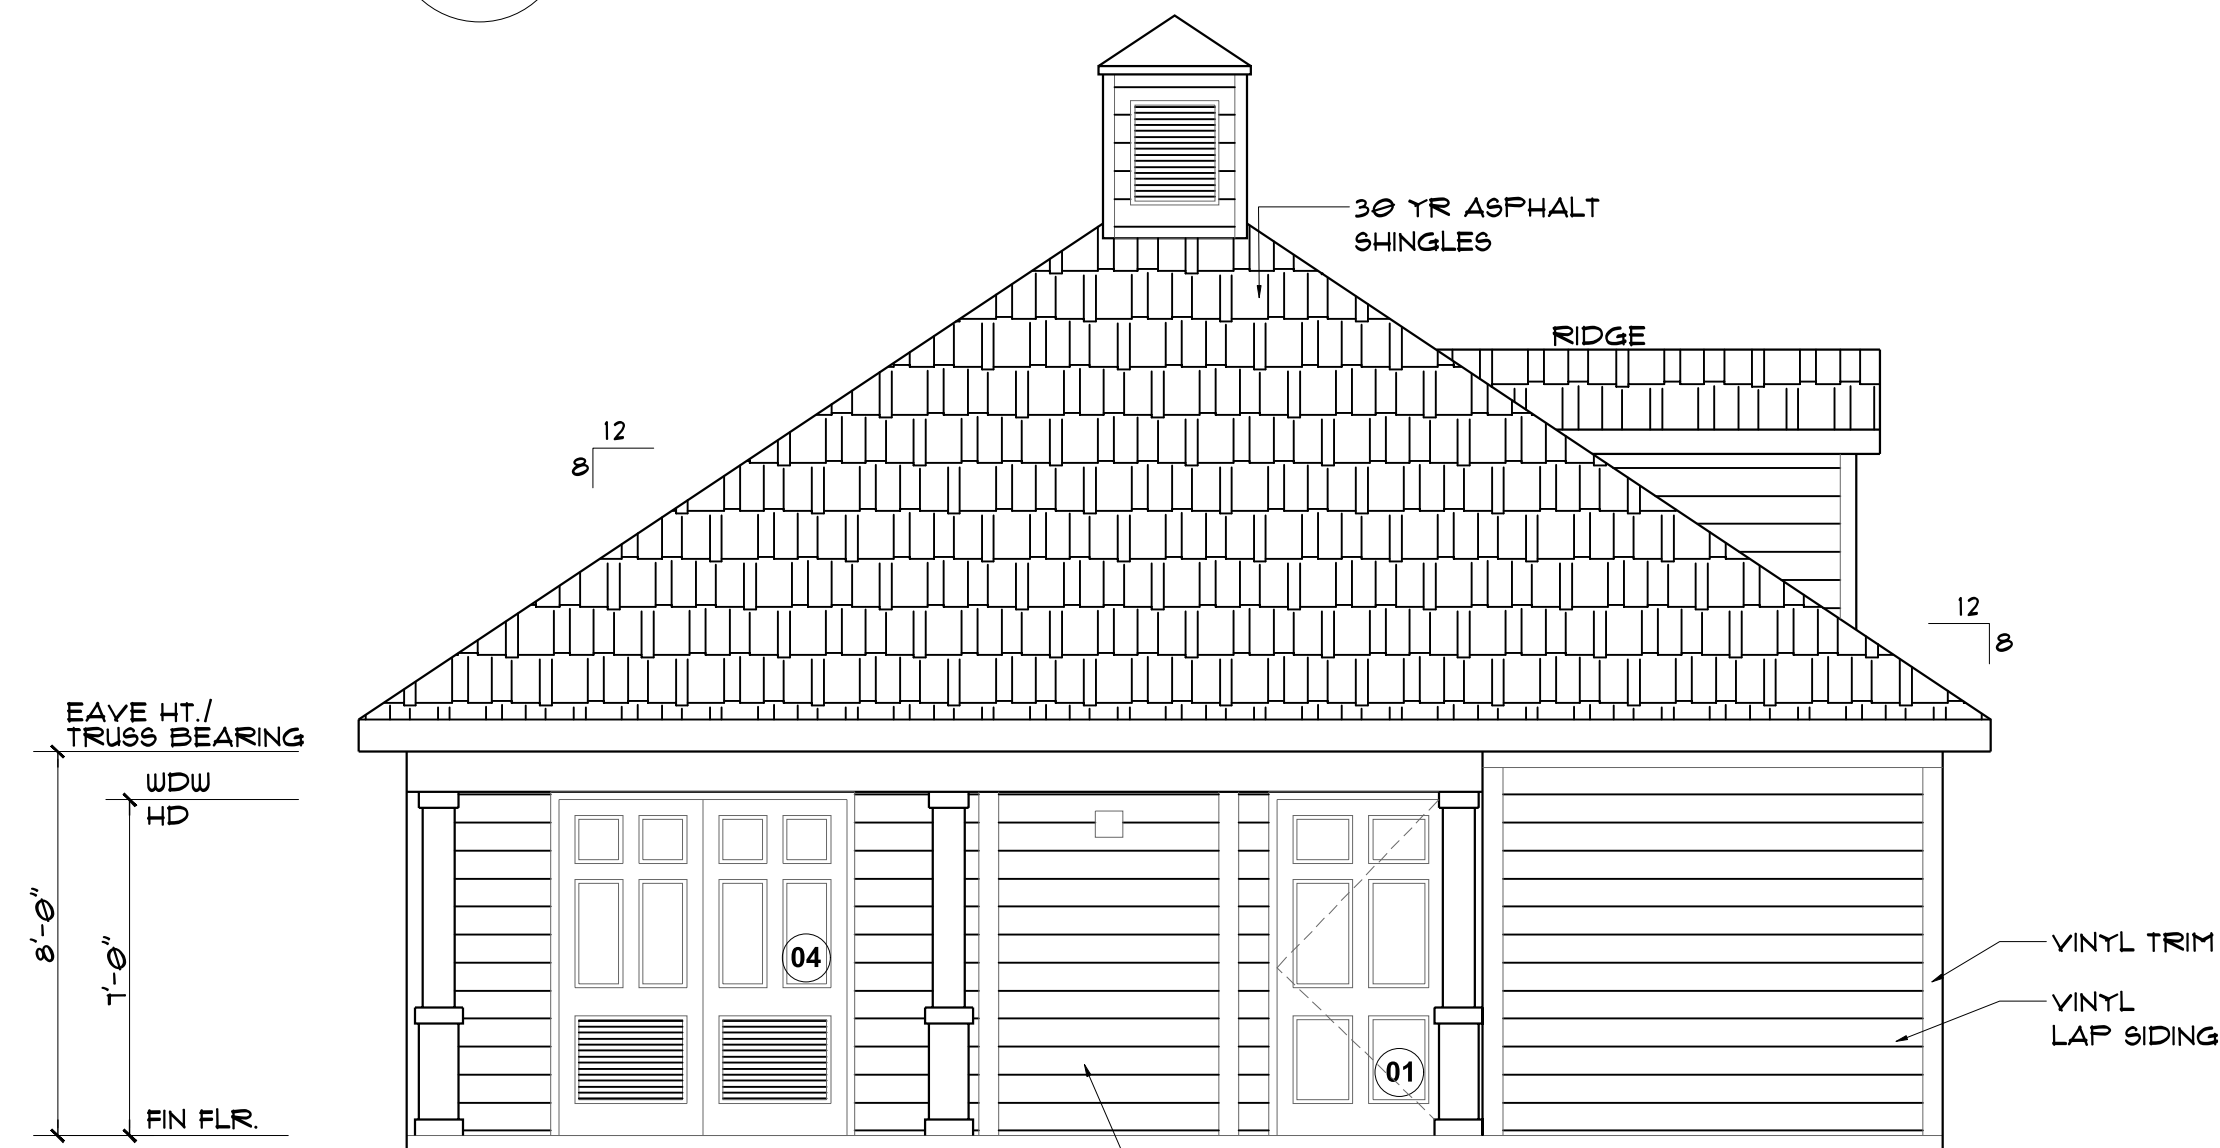 30 YR ASPHALT
SHINGLES
RIDGE
12
8
12
8
EAVE HT./
TRUSS BEARING
WDW
HD
8'-0"
7'-0"
04
VINYL TRIM
VINYL
LAP SIDING
01
FIN FLR.